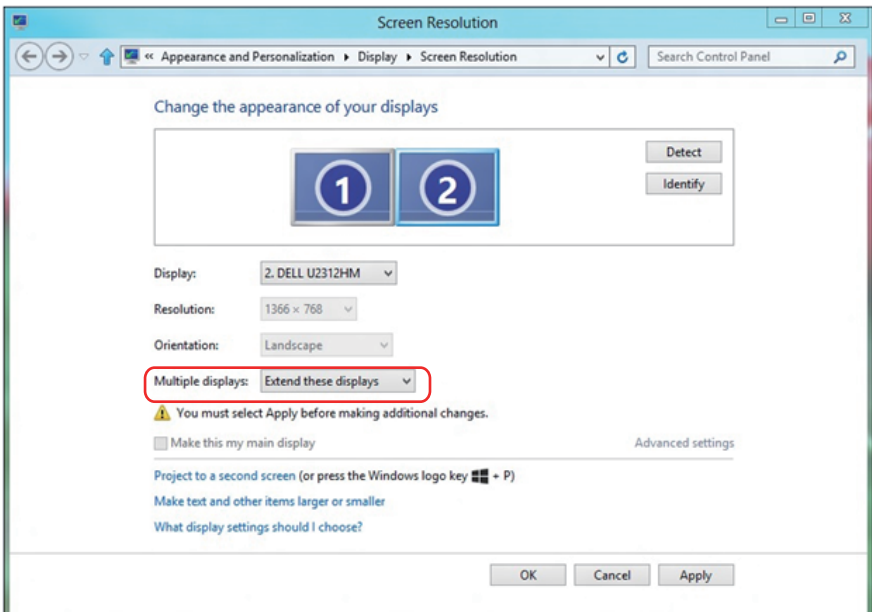 Screen Resolution
« Appearance and Personalization ▸ Display ▸ Screen Resolution
Search Control Panel
Change the appearance of your displays
1 2
Detect
Identify
Display: 2. DELL U2312HM
Resolution: 1366 × 768
Orientation: Landscape
Multiple displays: Extend these displays
You must select Apply before making additional changes.
Make this my main display Advanced settings
Project to a second screen (or press the Windows logo key + P)
Make text and other items larger or smaller
What display settings should I choose?
OK Cancel Apply